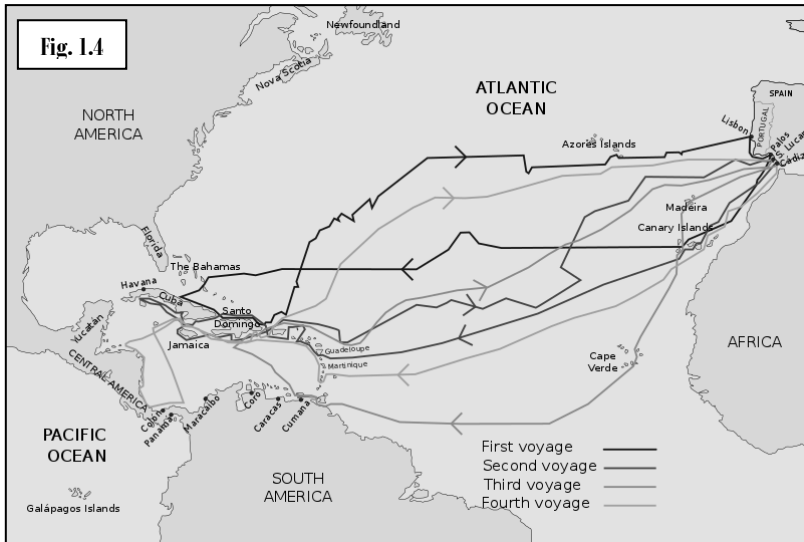 Fig. 1.4
Newfoundland
Nova Scotia
NORTH
AMERICA
ATLANTIC
OCEAN
SPAIN
PORTUGAL
Lisbon
Palos
S. Lucar
Cádiz
Azores Islands
Madeira
Canary Islands
Florida
The Bahamas
Havana
Cuba
Santo
Domingo
Yucatán
Jamaica
Guadeloupe
Martinique
CENTRAL AMERICA
Cape
Verde
AFRICA
Colón
Panamá
Maracaibo
Coro
Caracas
Cumana
PACIFIC
OCEAN
SOUTH
AMERICA
Galápagos Islands
First voyage
Second voyage
Third voyage
Fourth voyage